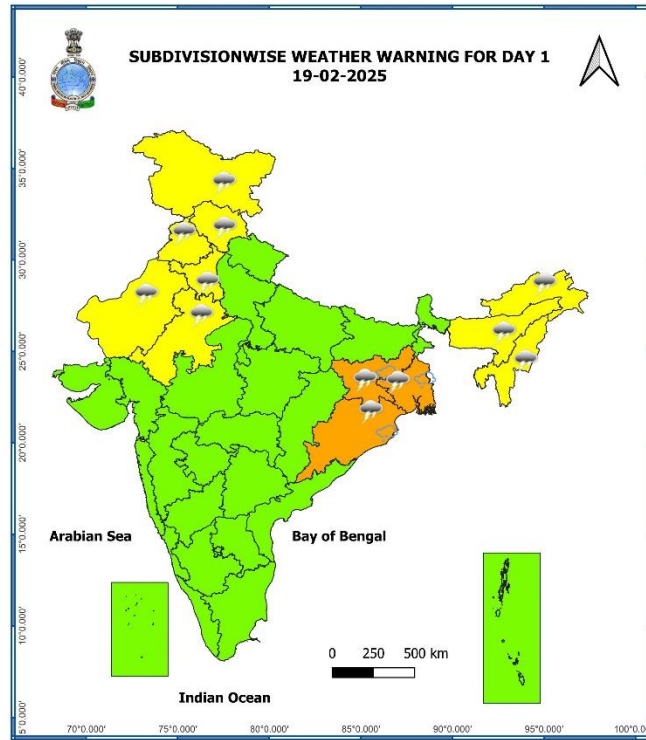 SUBDIVISIONWISE WEATHER WARNING FOR DAY 1
19-02-2025
40°0.000'
35°0.000'
30°0.000'
25°0.000'
20°0.000'
15°0.000'
10°0.000'
5°0.000'
Arabian Sea
Bay of Bengal
0 250 500 km
Indian Ocean
70°0.000' 75°0.000' 80°0.000' 85°0.000' 90°0.000' 95°0.000'